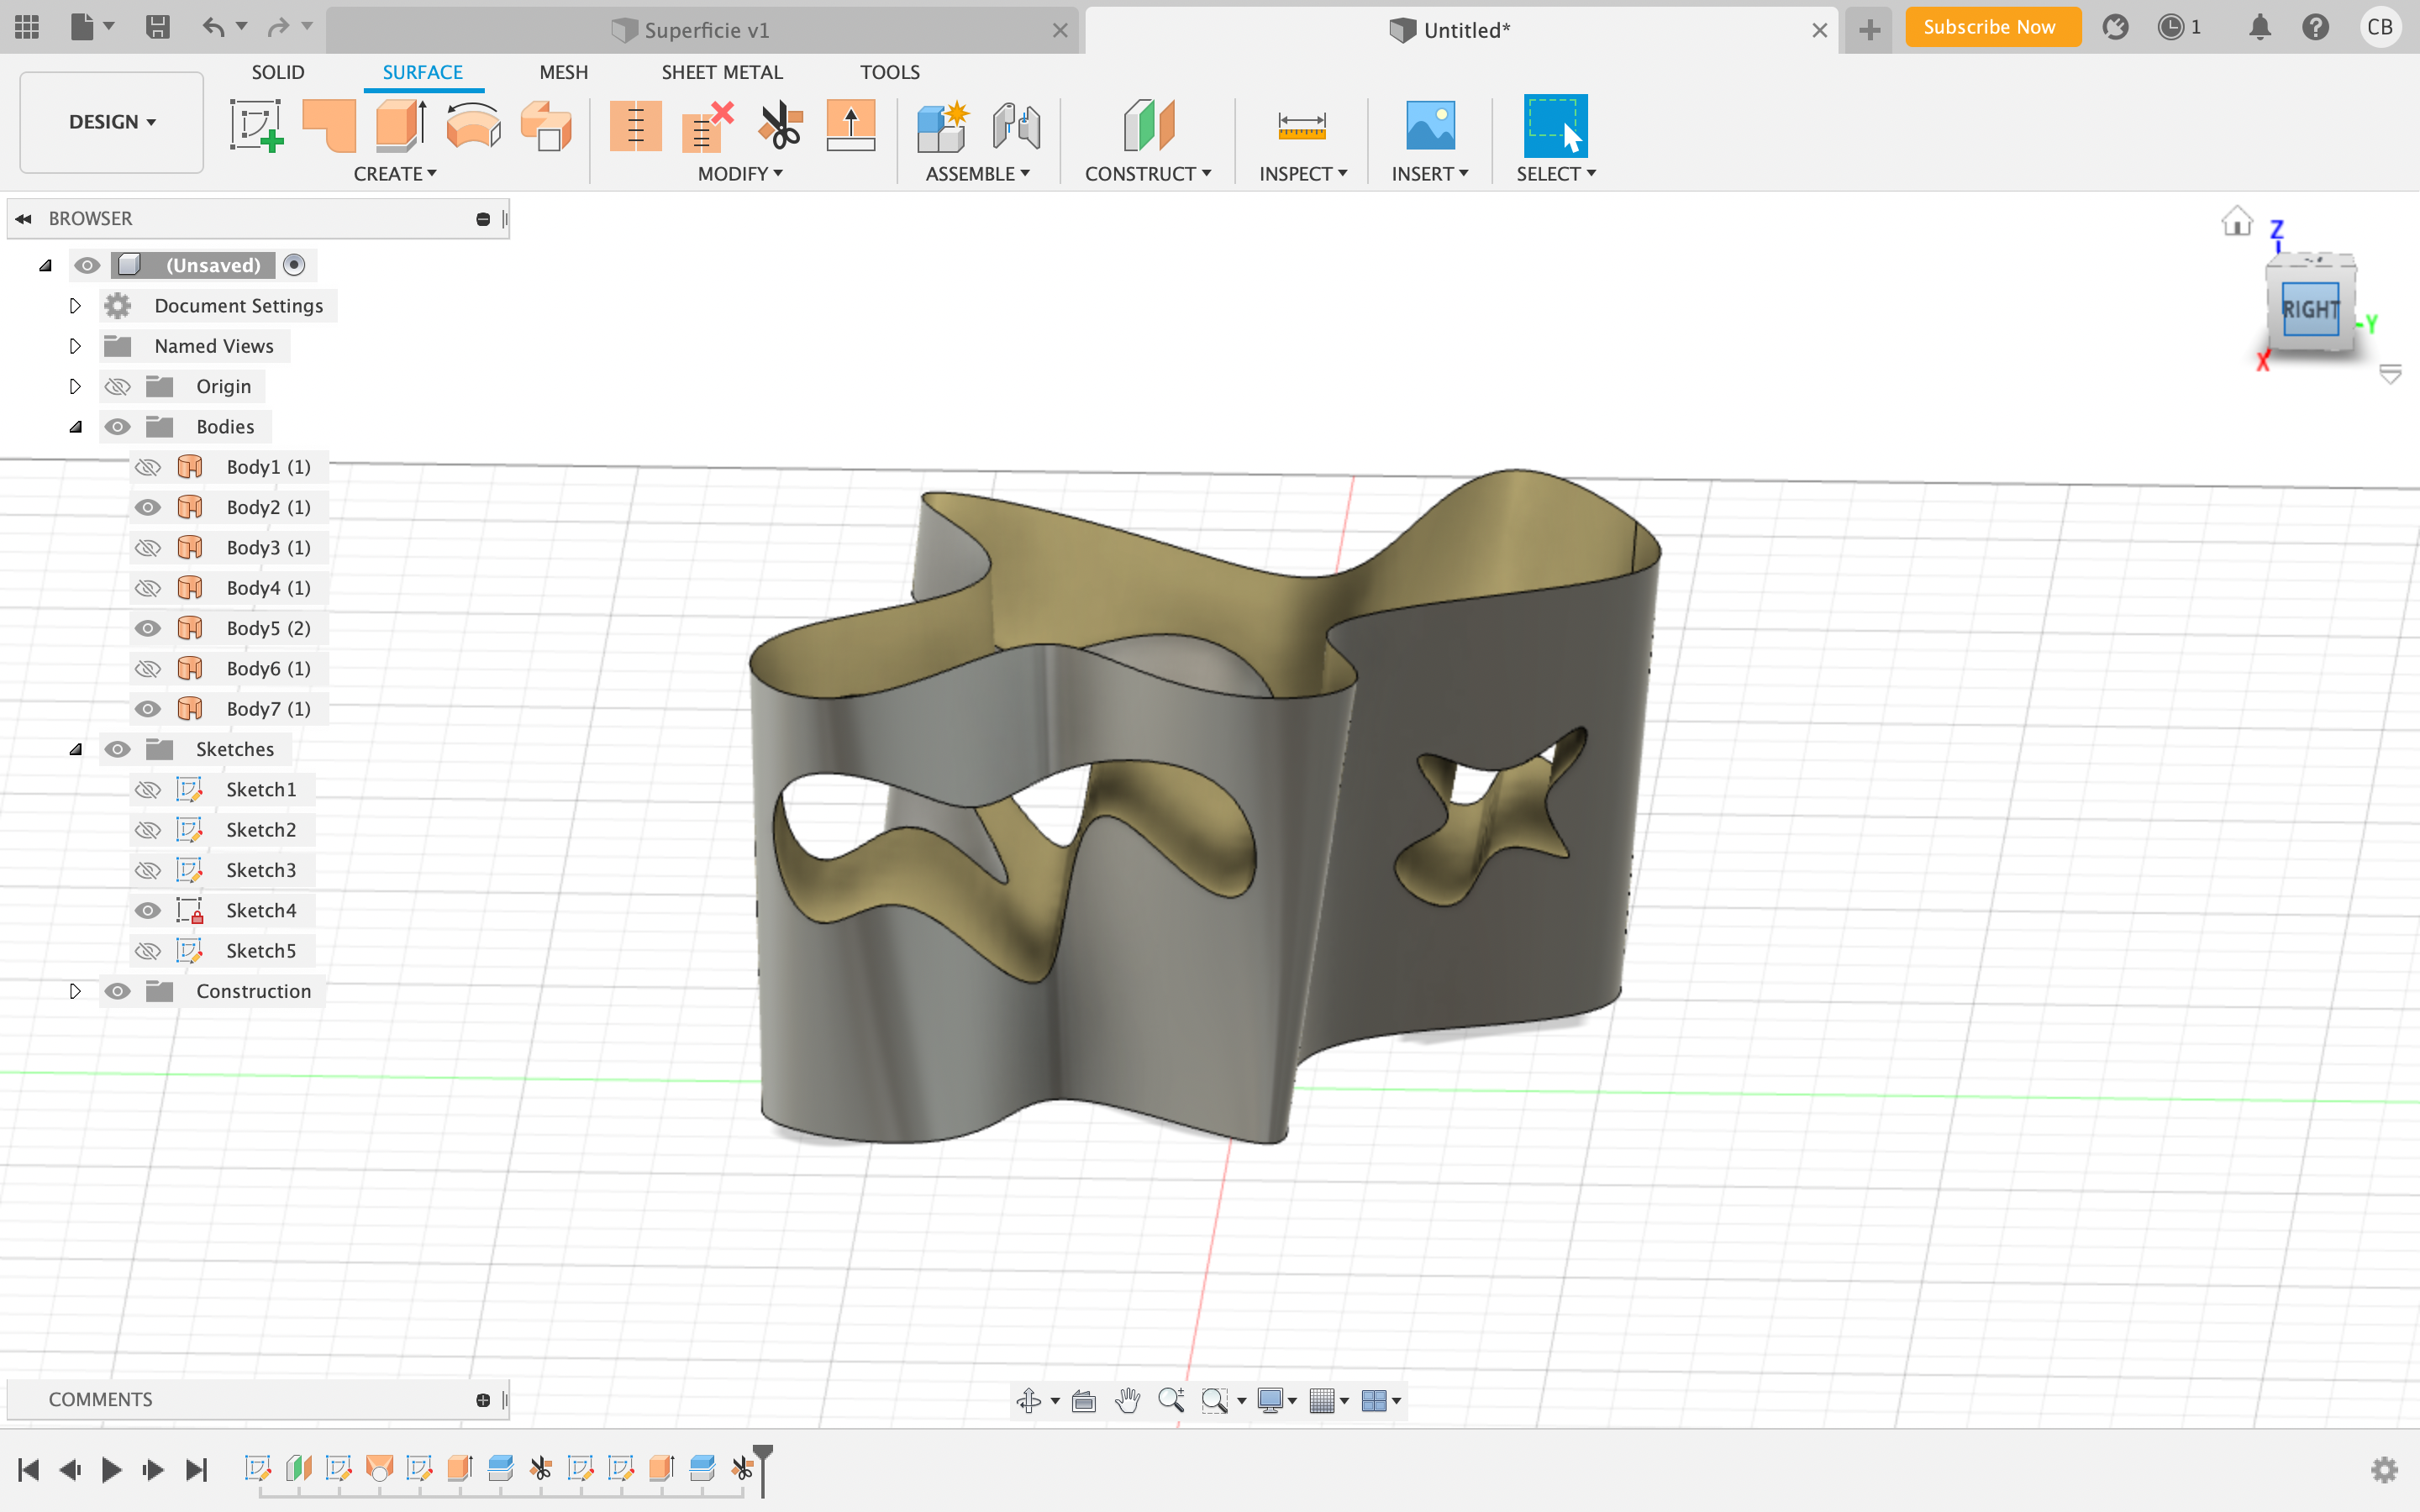 Superficie v1
Untitled*
Subscribe Now
1
CB
DESIGN
SOLID
SURFACE
MESH
SHEET METAL
TOOLS
CREATE
MODIFY
ASSEMBLE
CONSTRUCT
INSPECT
INSERT
SELECT
BROWSER
(Unsaved)
Document Settings
Named Views
Origin
Bodies
Body1 (1)
Body2 (1)
Body3 (1)
Body4 (1)
Body5 (2)
Body6 (1)
Body7 (1)
Sketches
Sketch1
Sketch2
Sketch3
Sketch4
Sketch5
Construction
Z
RIGHT
Y
X
COMMENTS